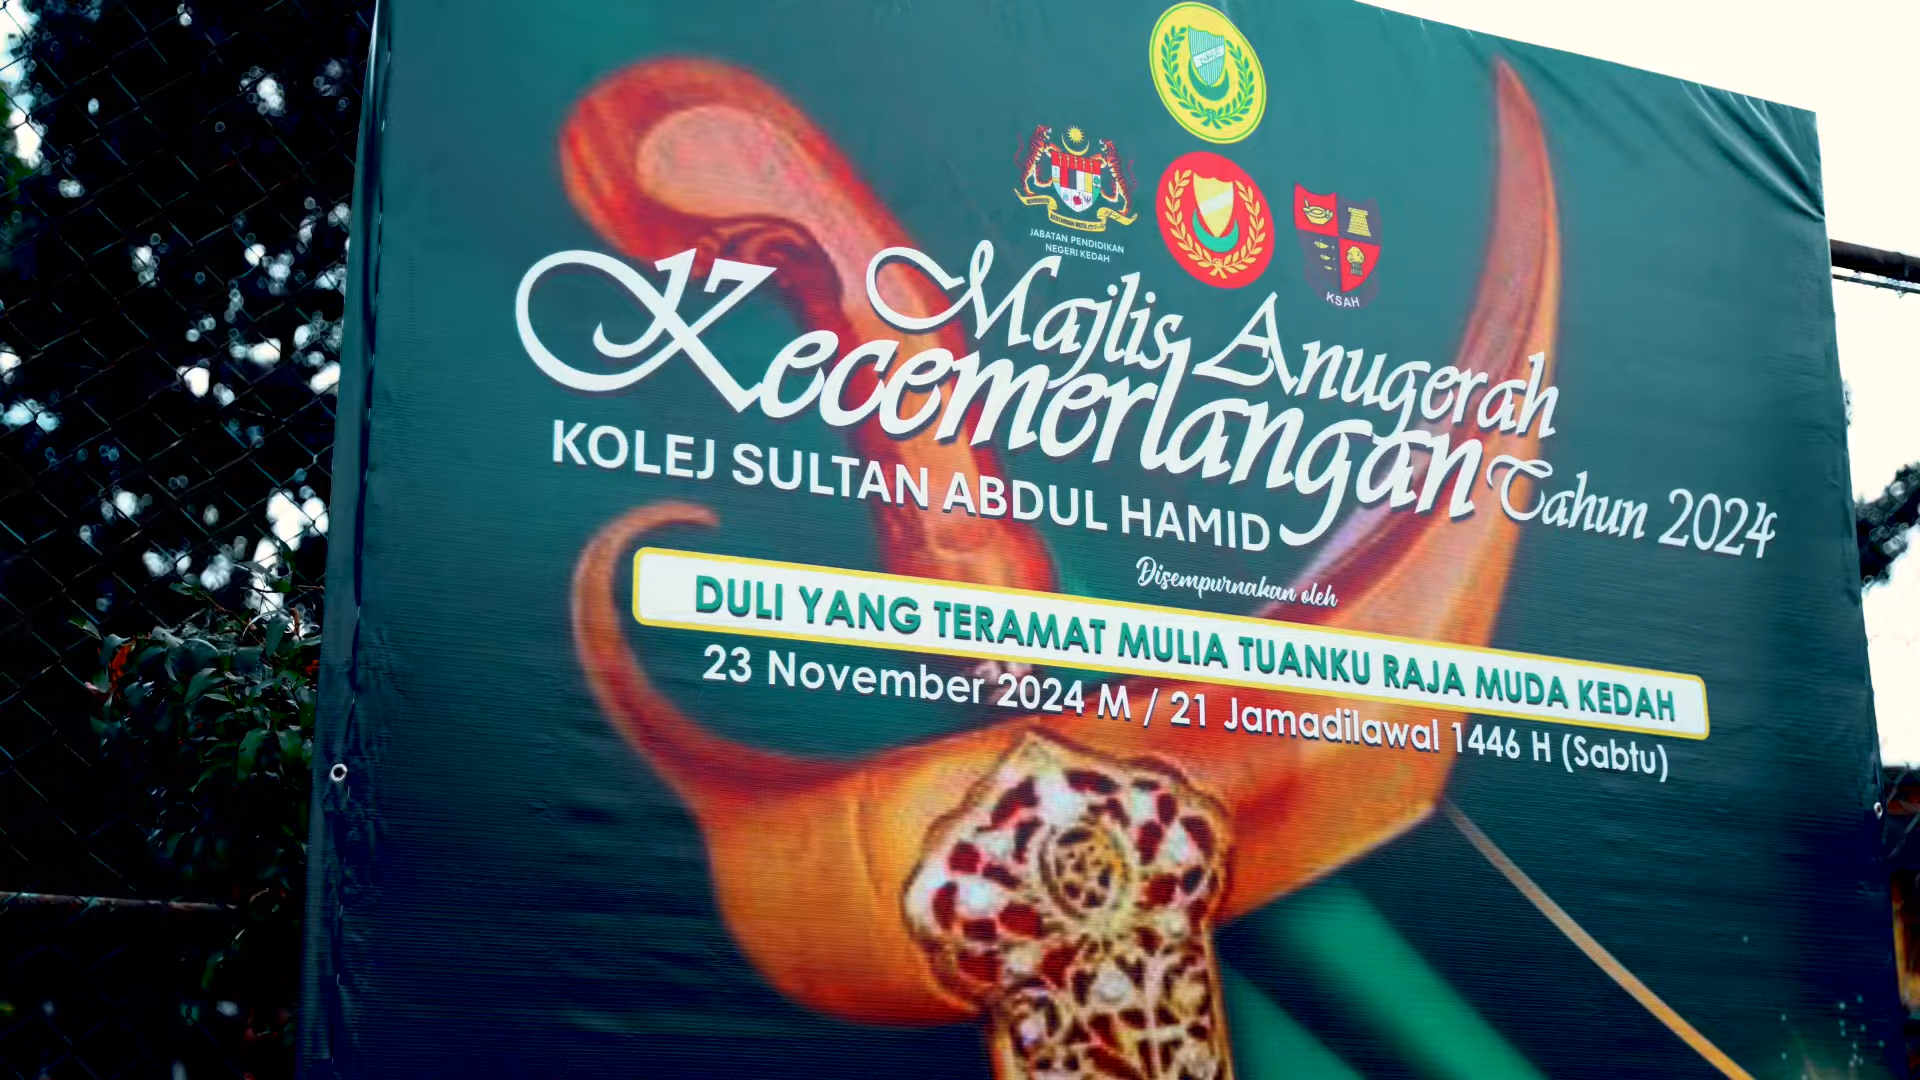 JABATAN PENDIDIKAN
NEGERI KEDAH
KSAH
Majlis Anugerah
Kecemerlangan Tahun 2024
KOLEJ SULTAN ABDUL HAMID
Disempurnakan oleh
DULI YANG TERAMAT MULIA TUANKU RAJA MUDA KEDAH
23 November 2024 M / 21 Jamadilawal 1446 H (Sabtu)